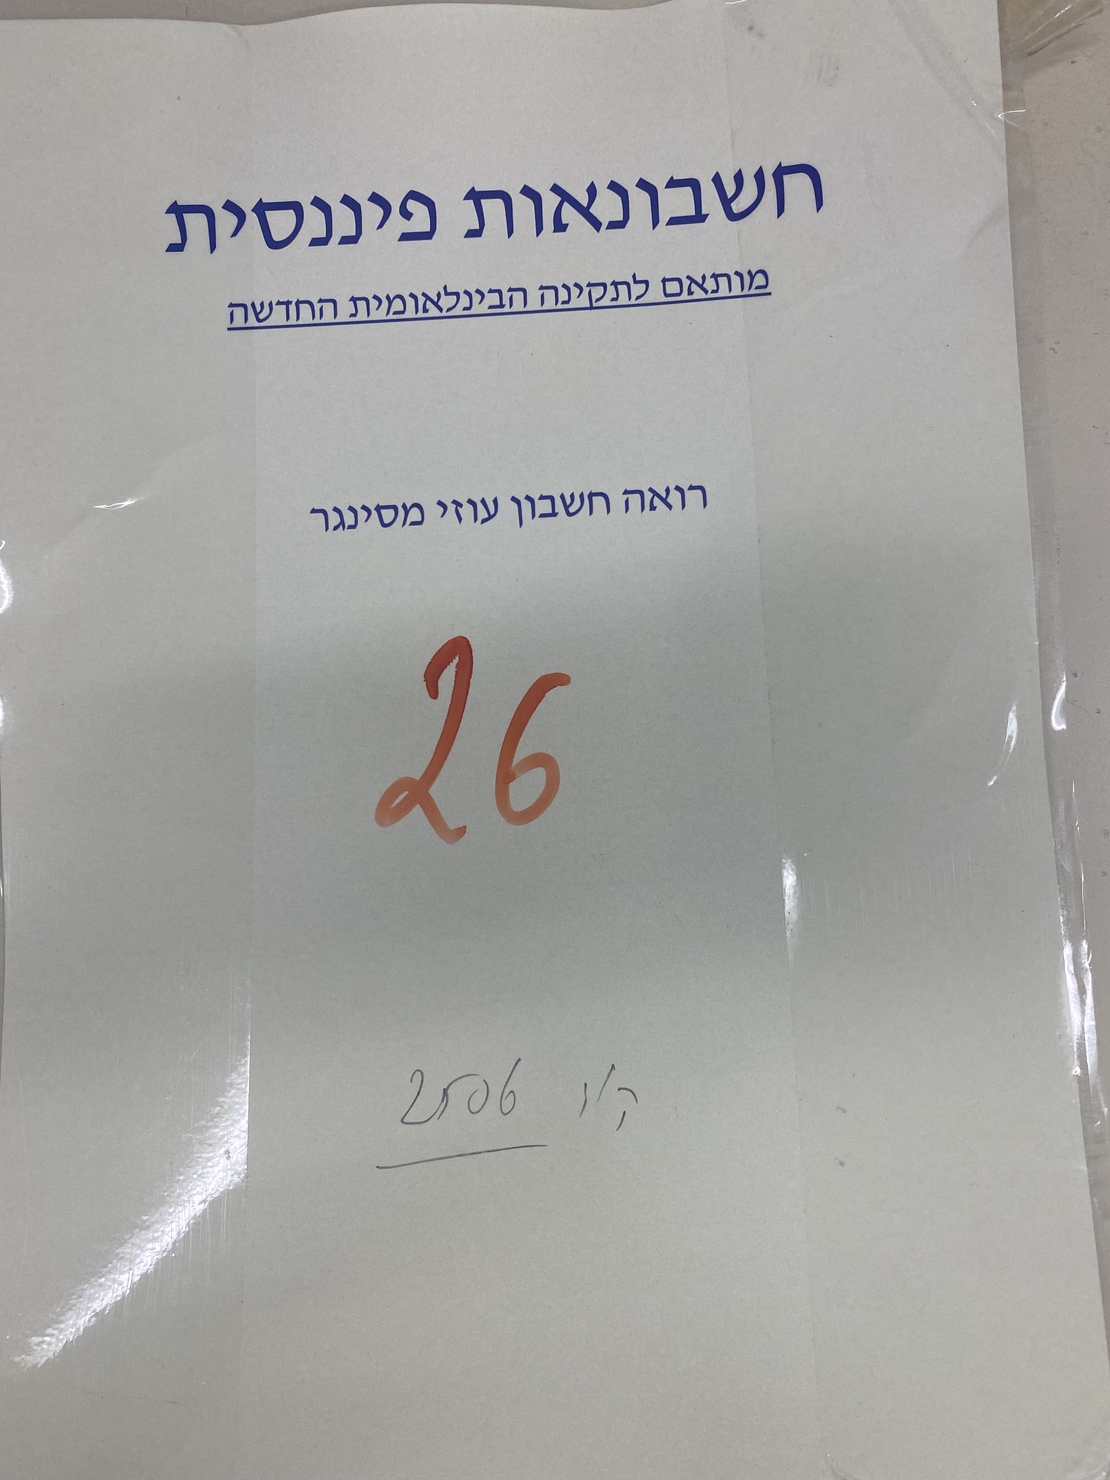 חשבונאות פיננסית
מותאם לתקינה הבינלאומית החדשה
רואה חשבון עוזי מסינגר
26